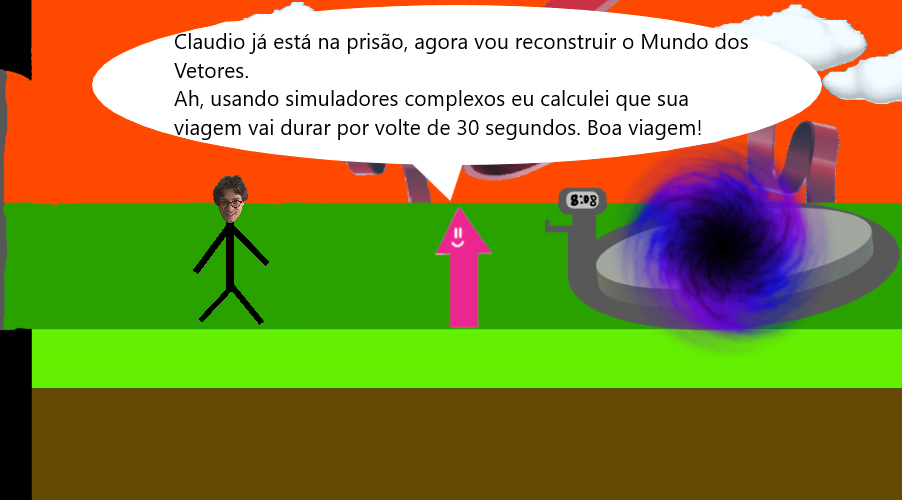 Claudio já está na prisão, agora vou reconstruir o Mundo dos
Vetores.
Ah, usando simuladores complexos eu calculei que sua
viagem vai durar por volte de 30 segundos. Boa viagem!
8:08